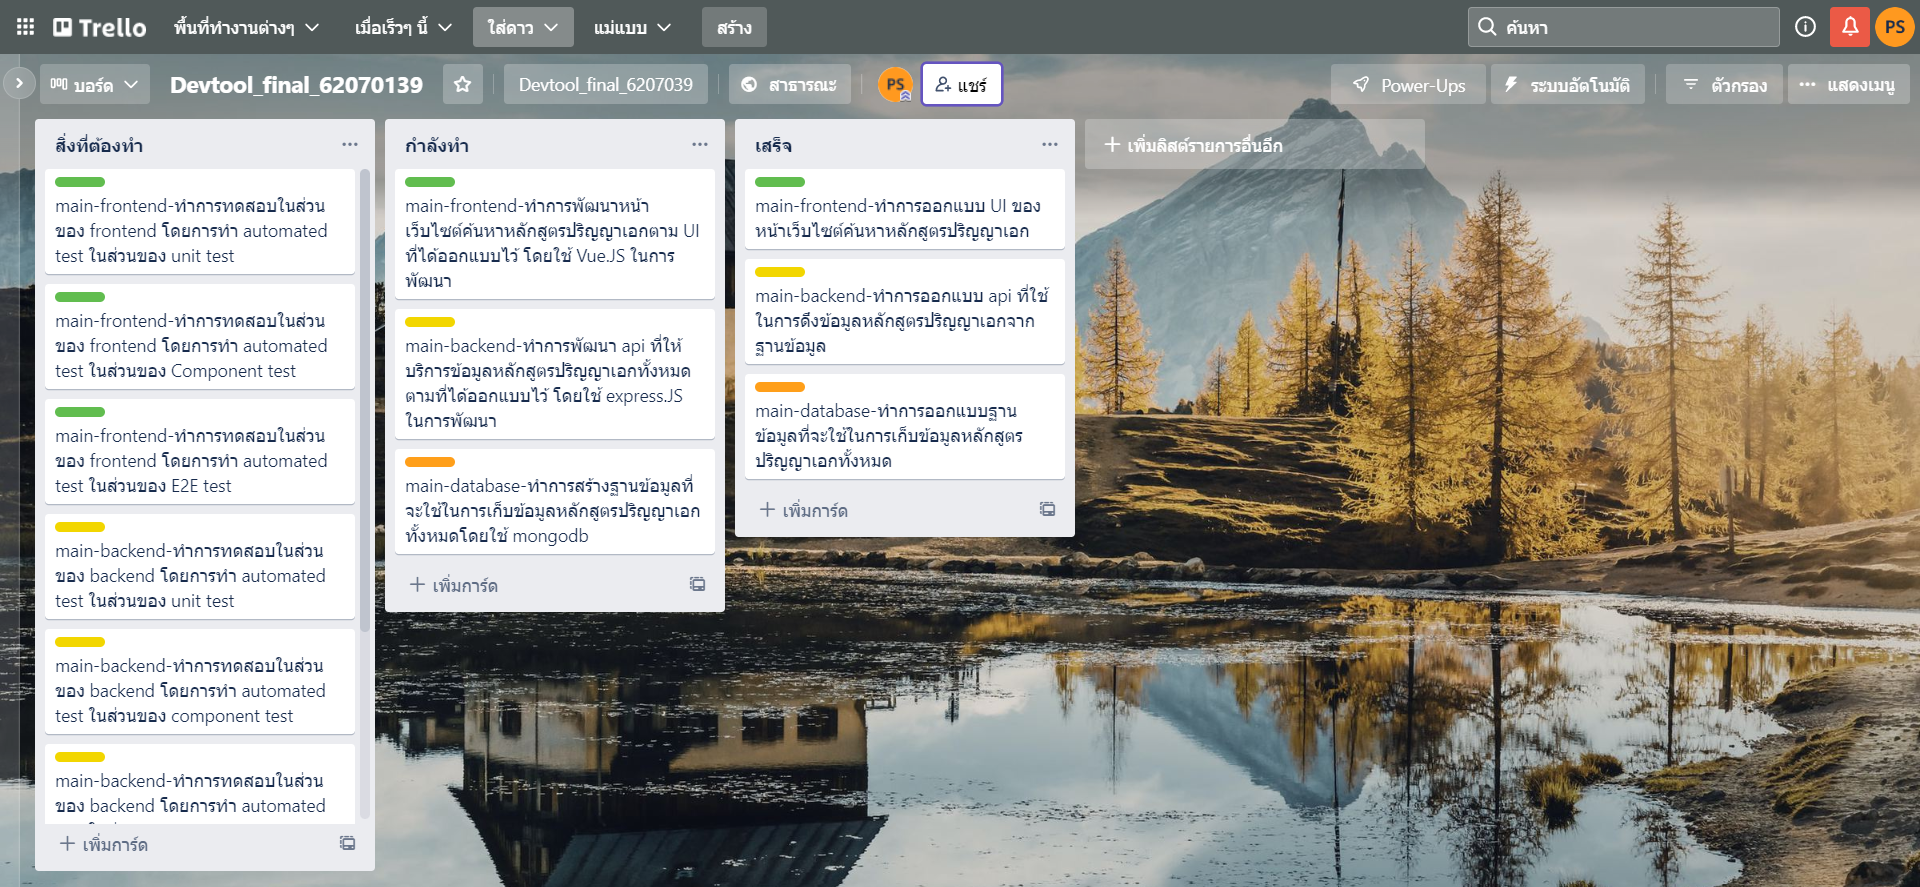 Trello
พื้นที่ทำงานต่างๆ
เมื่อเร็วๆ นี้
ใส่ดาว
แม่แบบ
สร้าง
ค้นหา
PS
บอร์ด
Devtool_final_62070139
Devtool_final_6207039
สาธารณะ
PS
แชร์
Power-Ups
ระบบอัตโนมัติ
ตัวกรอง
แสดงเมนู
สิ่งที่ต้องทำ
main-frontend-ทำการทดสอบในส่วน
ของ frontend โดยการทำ automated
test ในส่วนของ unit test
main-frontend-ทำการทดสอบในส่วน
ของ frontend โดยการทำ automated
test ในส่วนของ Component test
main-frontend-ทำการทดสอบในส่วน
ของ frontend โดยการทำ automated
test ในส่วนของ E2E test
main-backend-ทำการทดสอบในส่วน
ของ backend โดยการทำ automated
test ในส่วนของ unit test
main-backend-ทำการทดสอบในส่วน
ของ backend โดยการทำ automated
test ในส่วนของ component test
main-backend-ทำการทดสอบในส่วน
ของ backend โดยการทำ automated
เพิ่มการ์ด
กำลังทำ
main-frontend-ทำการพัฒนาหน้า
เว็บไซต์ค้นหาหลักสูตรปริญญาเอกตาม UI
ที่ได้ออกแบบไว้ โดยใช้ Vue.JS ในการ
พัฒนา
main-backend-ทำการพัฒนา api ที่ให้
บริการข้อมูลหลักสูตรปริญญาเอกทั้งหมด
ตามที่ได้ออกแบบไว้ โดยใช้ express.JS
ในการพัฒนา
main-database-ทำการสร้างฐานข้อมูลที่
จะใช้ในการเก็บข้อมูลหลักสูตรปริญญาเอก
ทั้งหมดโดยใช้ mongodb
เพิ่มการ์ด
เสร็จ
main-frontend-ทำการออกแบบ UI ของ
หน้าเว็บไซต์ค้นหาหลักสูตรปริญญาเอก
main-backend-ทำการออกแบบ api ที่ใช้
ในการดึงข้อมูลหลักสูตรปริญญาเอกจาก
ฐานข้อมูล
main-database-ทำการออกแบบฐาน
ข้อมูลที่จะใช้ในการเก็บข้อมูลหลักสูตร
ปริญญาเอกทั้งหมด
เพิ่มการ์ด
เพิ่มลิสต์รายการอื่นอีก